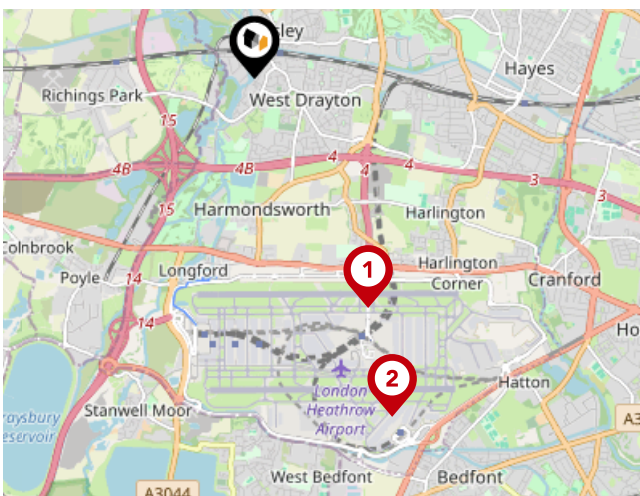 sley
Hayes
Richings Park
West Drayton
15
4B
4B
4
4
4
3
3
15
Harmondsworth
Harlington
Colnbrook
Poyle
14
Longford
1
Harlington
Corner
Cranford
14
Ho
2
London
Heathrow
Airport
Hatton
Stanwell Moor
raysbury
eservoir
A3
West Bedfont
Bedfont
A3044